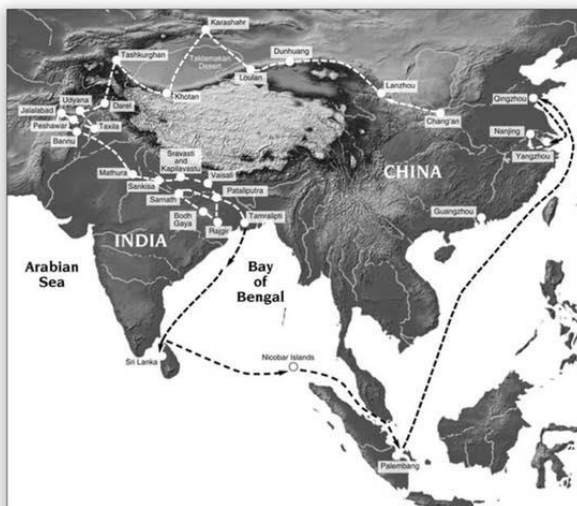 Karashahr
Tashkurghan
Taklamakan
Desert
Dunhuang
Loulan
Khotan
Lanzhou
Chang'an
Qingzhou
Nanjing
Yangzhou
Udyana
Darel
Jalalabad
Peshawar
Taxila
Bannu
Mathura
Sankisa
Sravasti
and
Kapilavastu
Vaisali
Pataliputra
Sarnath
Bodh
Gaya
Rajgir
Tamralipti
CHINA
Guangzhou
INDIA
Arabian
Sea
Bay
of
Bengal
Sri Lanka
Nicobar Islands
Palembang